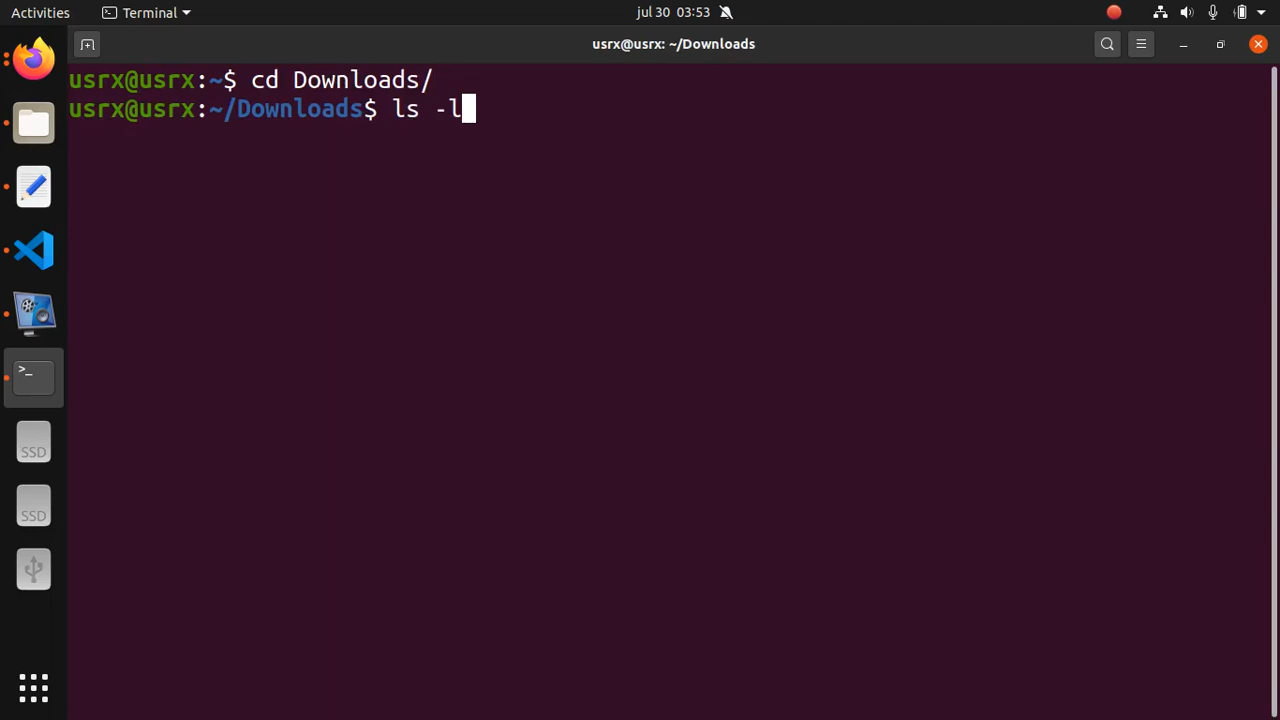 Activities Terminal jul 30 03:53
usrx@usrx: ~/Downloads
usrx@usrx:~$ cd Downloads/
usrx@usrx:~/Downloads$ ls -l
>_
SSD
SSD